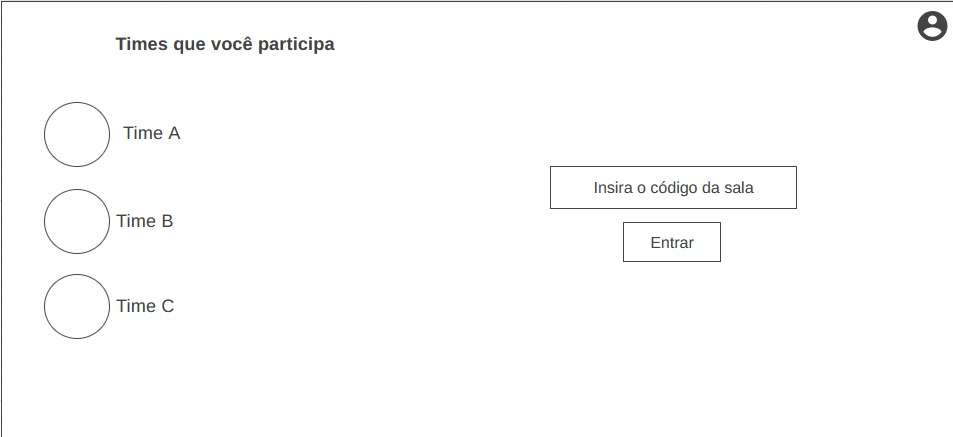 Times que você participa
Time A
Time B
Time C
Insira o código da sala
Entrar